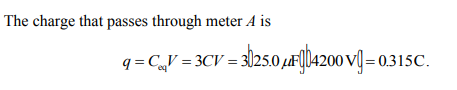 The charge that passes through meter A is
q = C_eq V = 3CV = 3(25.0 μF)(4200 V) = 0.315 C.